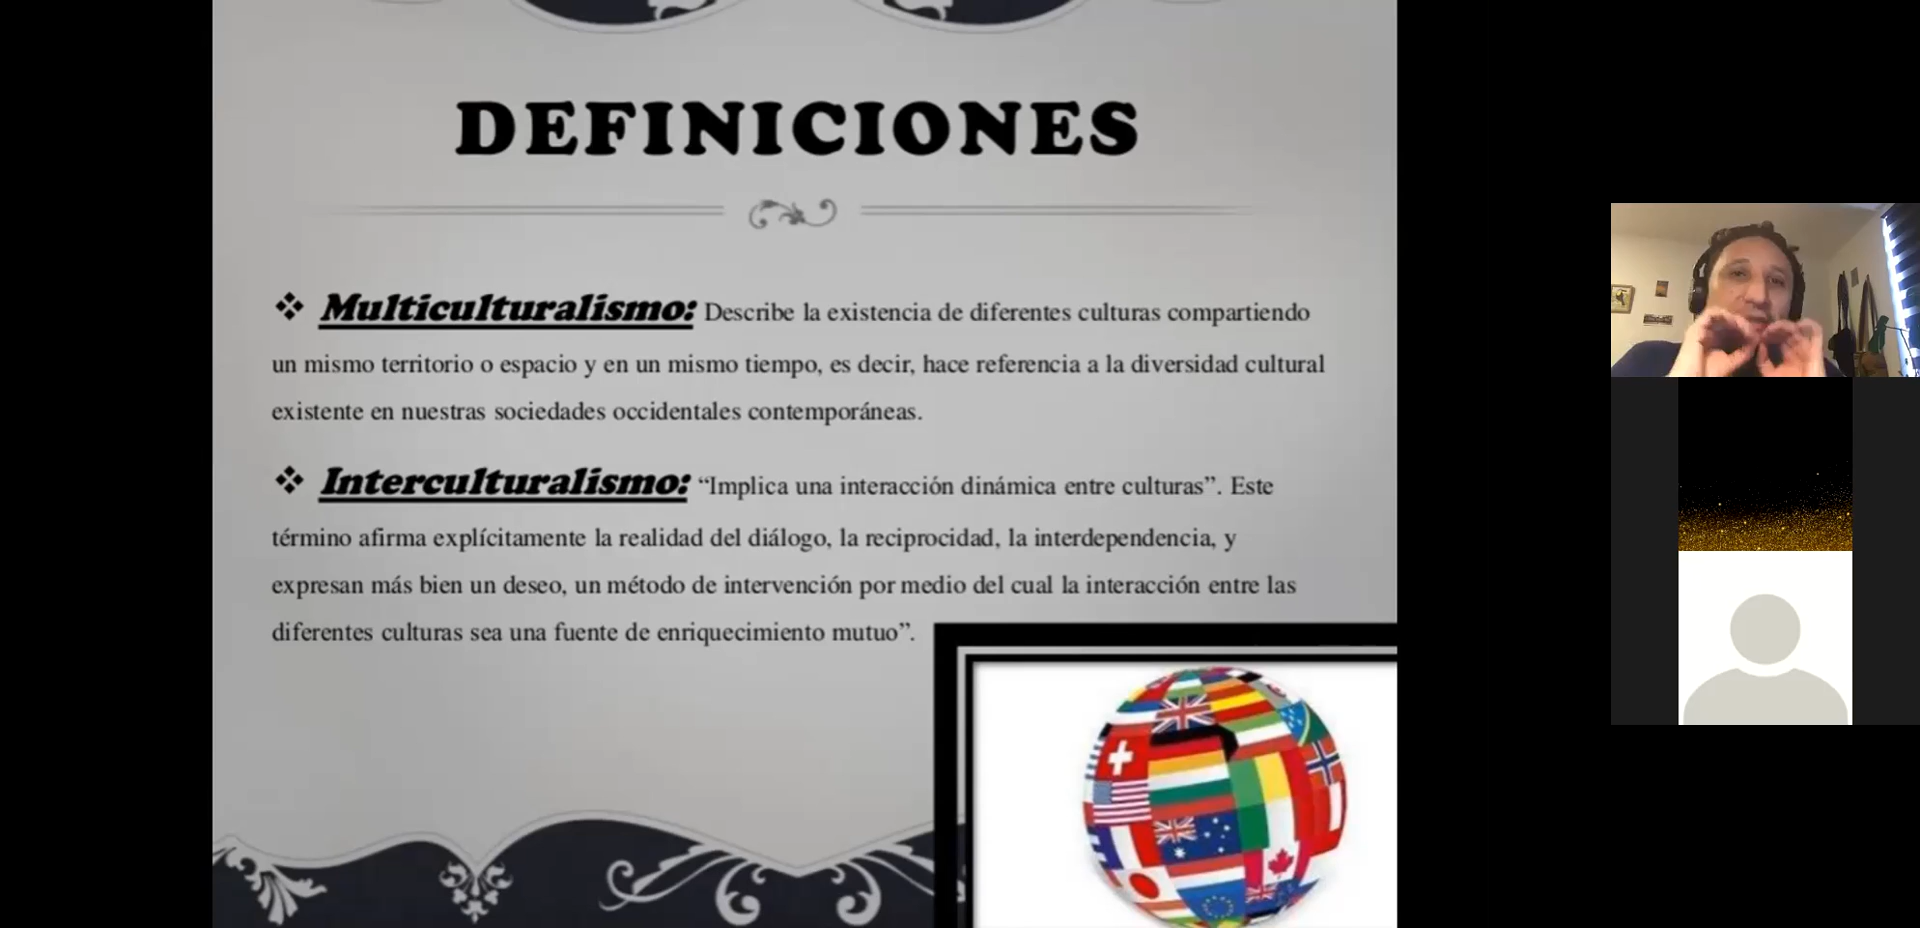 DEFINICIONES
❖ Multiculturalismo: Describe la existencia de diferentes culturas compartiendo
un mismo territorio o espacio y en un mismo tiempo, es decir, hace referencia a la diversidad cultural
existente en nuestras sociedades occidentales contemporáneas.
❖ Interculturalismo: “Implica una interacción dinámica entre culturas”. Este
término afirma explícitamente la realidad del diálogo, la reciprocidad, la interdependencia, y
expresan más bien un deseo, un método de intervención por medio del cual la interacción entre las
diferentes culturas sea una fuente de enriquecimiento mutuo”.